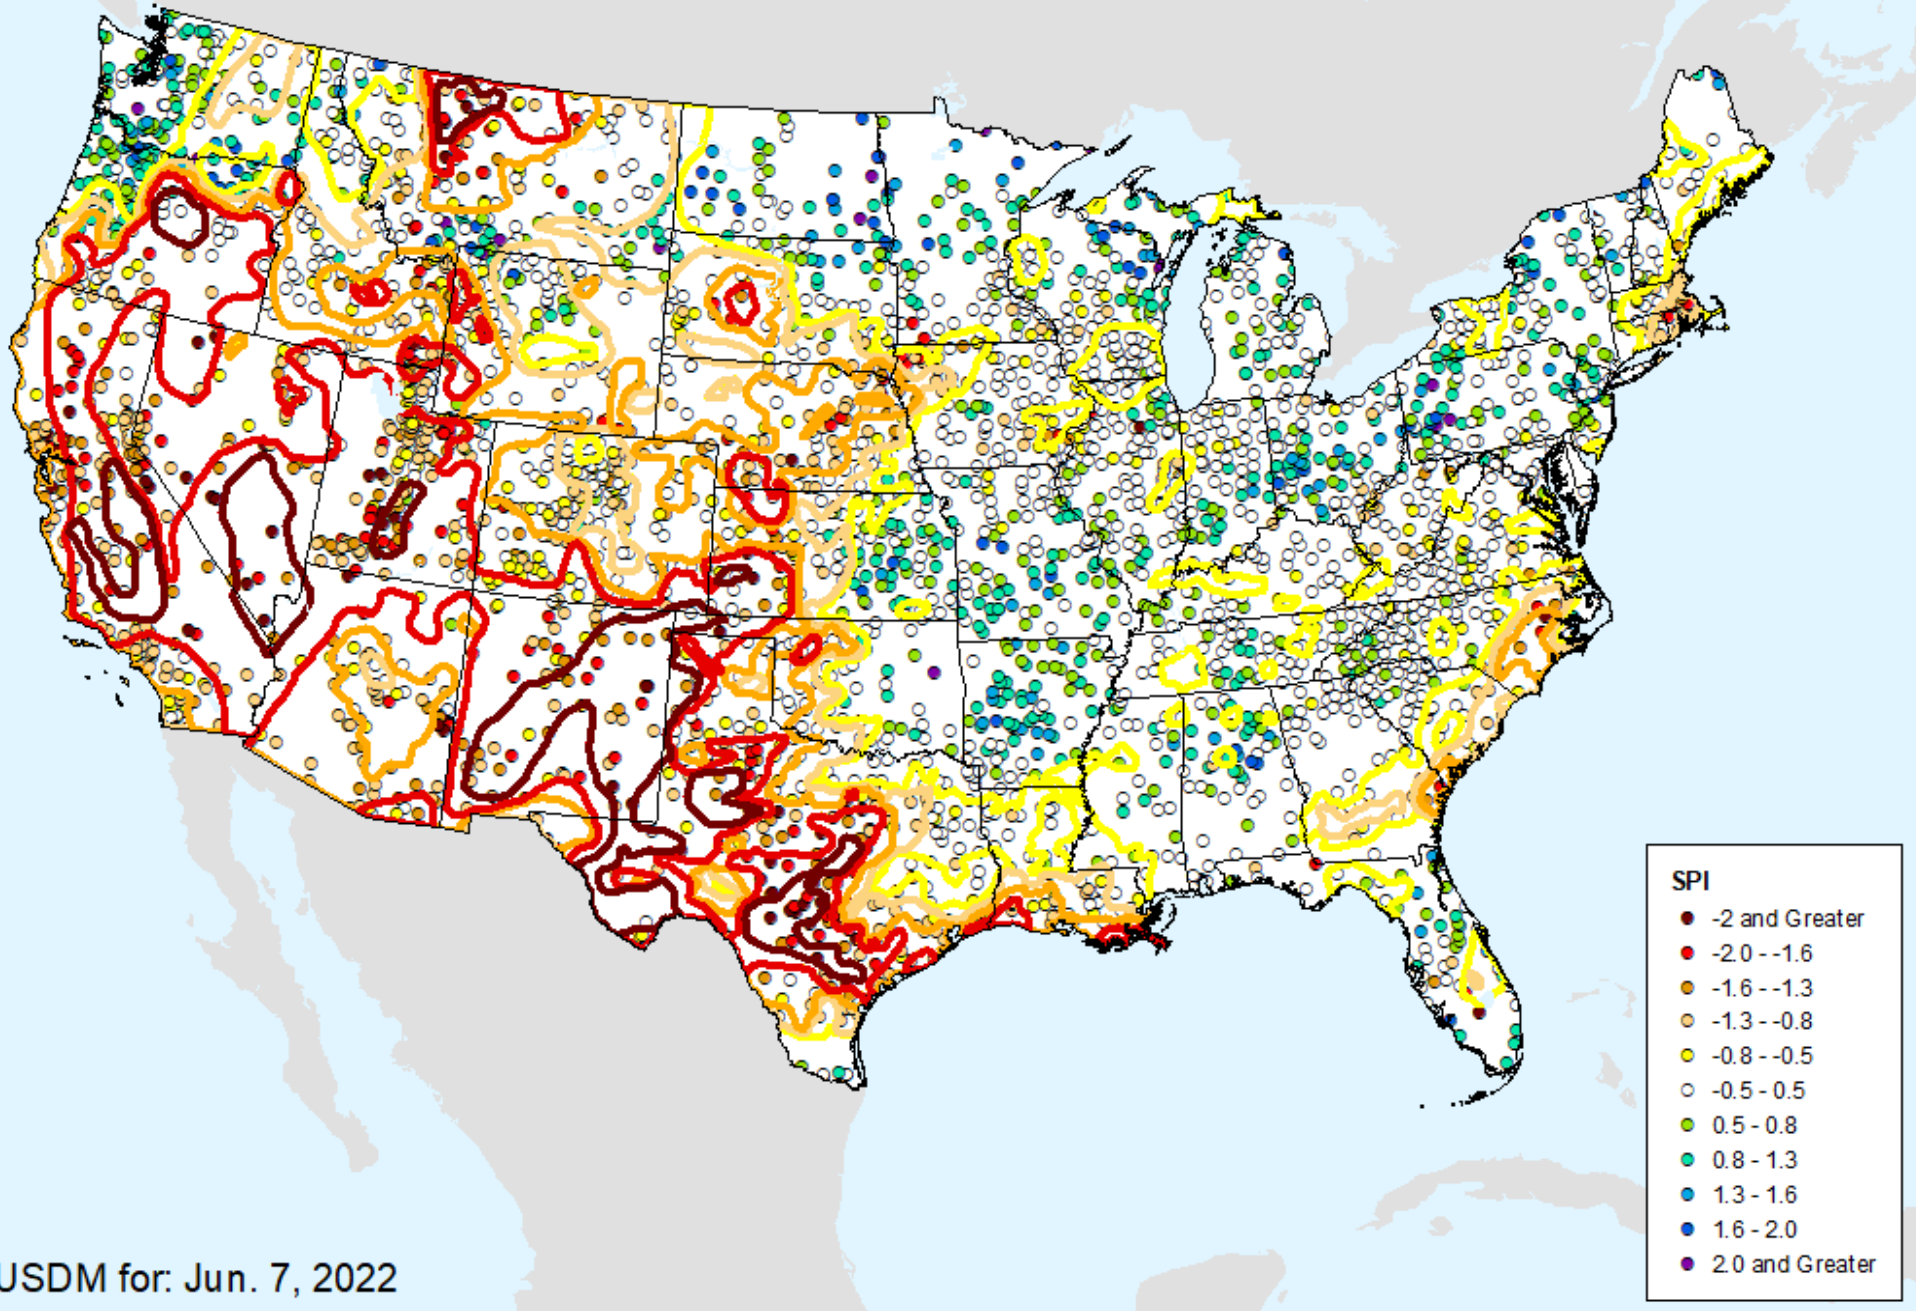 SPI
-2 and Greater
-2.0 - -1.6
-1.6 - -1.3
-1.3 - -0.8
-0.8 - -0.5
-0.5 - 0.5
0.5 - 0.8
0.8 - 1.3
1.3 - 1.6
1.6 - 2.0
2.0 and Greater
USDM for: Jun. 7, 2022